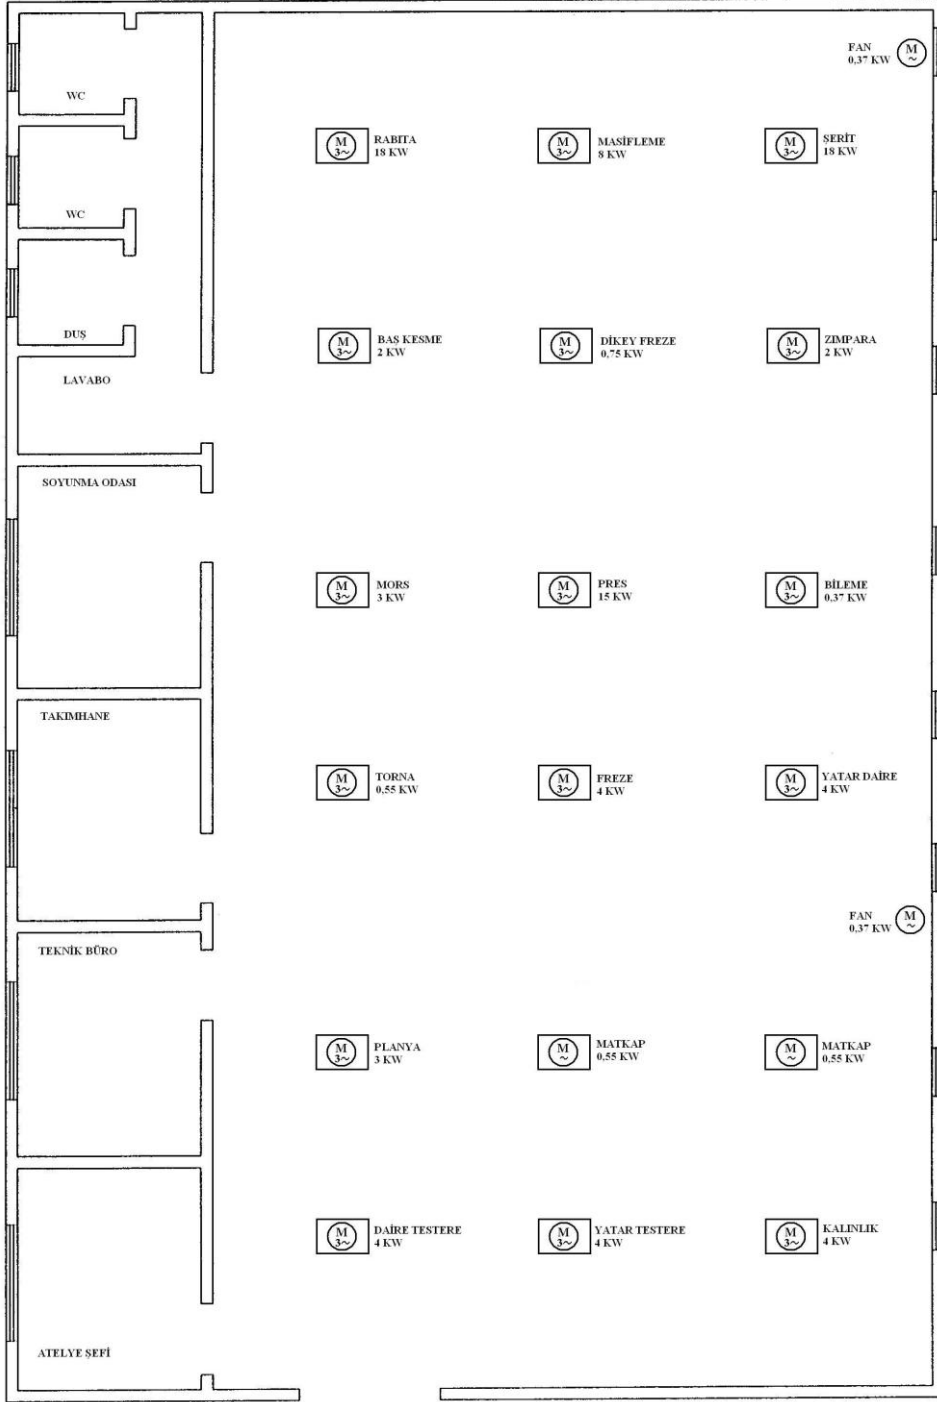 FAN
0,37 KW
M
~
WC
M
3~
RABITA
18 KW
M
3~
MASİFLEME
8 KW
M
3~
ŞERİT
18 KW
WC
DUŞ
M
3~
BAŞ KESME
2 KW
M
3~
DİKEY FREZE
0,75 KW
M
3~
ZIMPARA
2 KW
LAVABO
SOYUNMA ODASI
M
3~
MORS
3 KW
M
3~
PRES
15 KW
M
3~
BİLEME
0,37 KW
TAKIMHANE
M
3~
TORNA
0,55 KW
M
3~
FREZE
4 KW
M
3~
YATAR DAİRE
4 KW
FAN
0,37 KW
M
~
TEKNİK BÜRO
M
3~
PLANYA
3 KW
M
~
MATKAP
0,55 KW
M
~
MATKAP
0,55 KW
M
3~
DAİRE TESTERE
4 KW
M
3~
YATAR TESTERE
4 KW
M
3~
KALINLIK
4 KW
ATELYE ŞEFİ